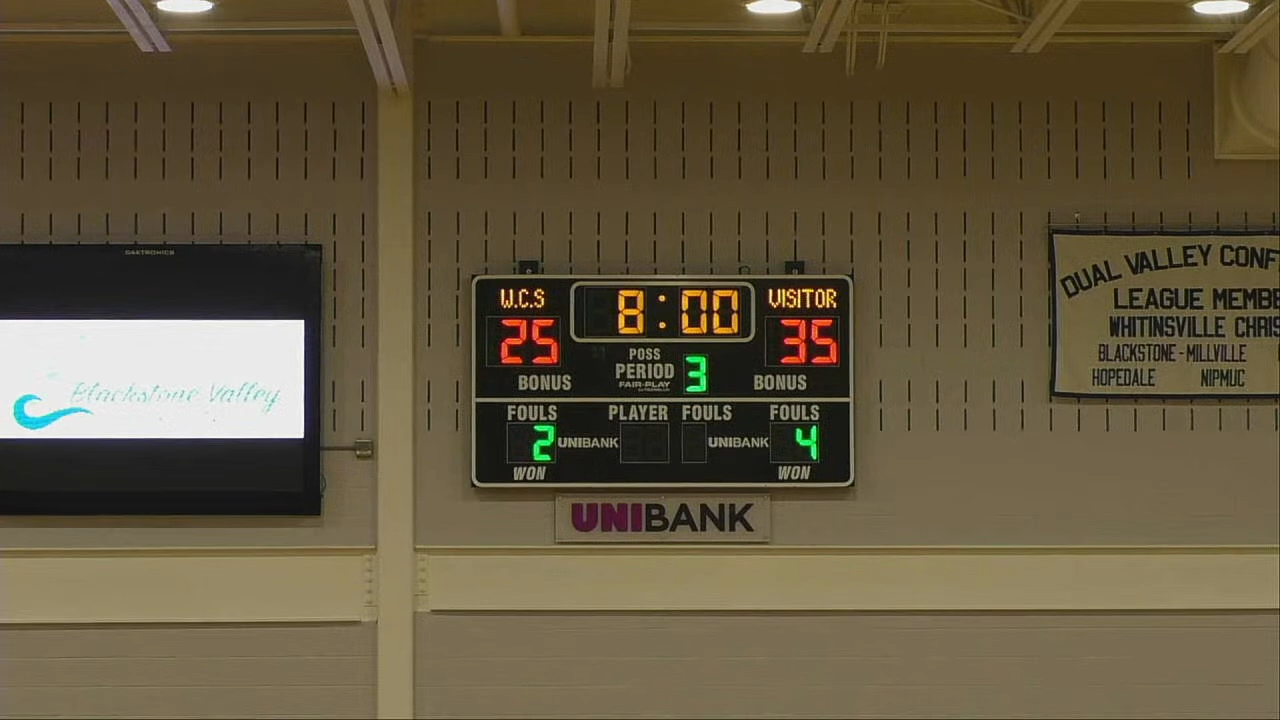 DAKTRONICS
Blackstone Valley
W.C.S 8:00 VISITOR
25 35
POSS
PERIOD 3
FAIR-PLAY
BONUS BONUS
FOULS PLAYER FOULS FOULS
2 UNIBANK UNIBANK 4
WON WON
UNIBANK
DUAL VALLEY CONF
LEAGUE MEMBE
WHITINSVILLE CHRIS
BLACKSTONE - MILLVILLE
HOPEDALE NIPMUC